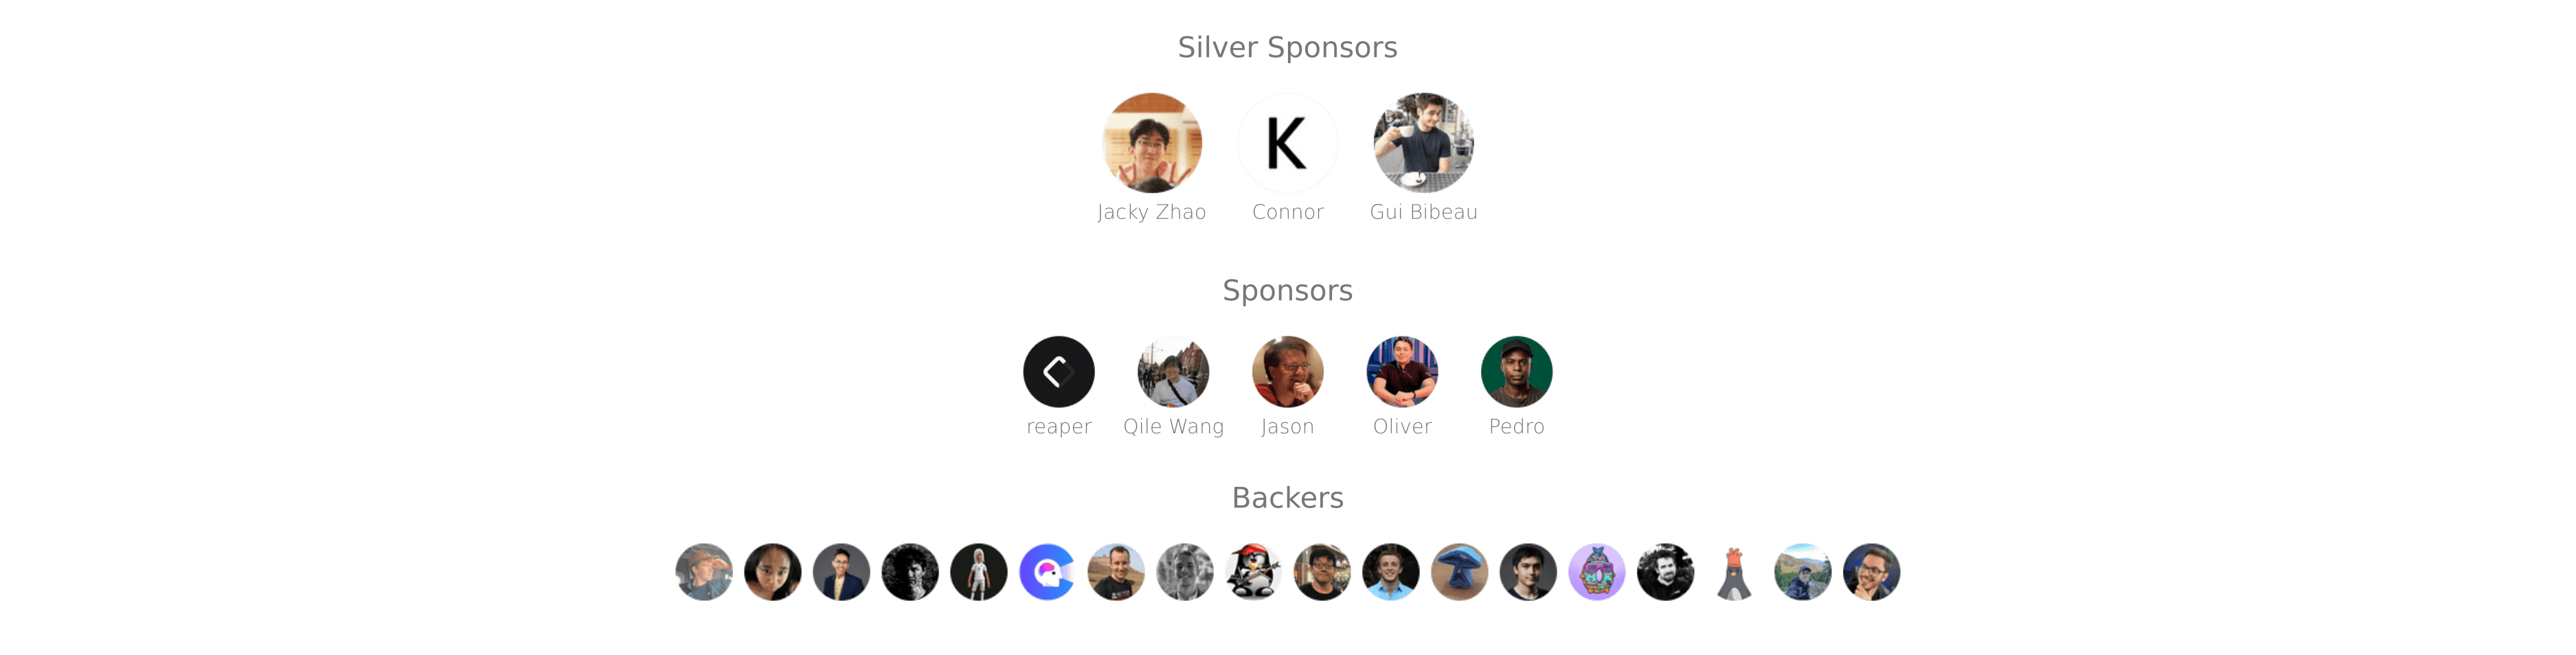 Silver Sponsors
K
Jacky Zhao Connor Gui Bibeau
Sponsors
reaper Qile Wang Jason Oliver Pedro
Backers